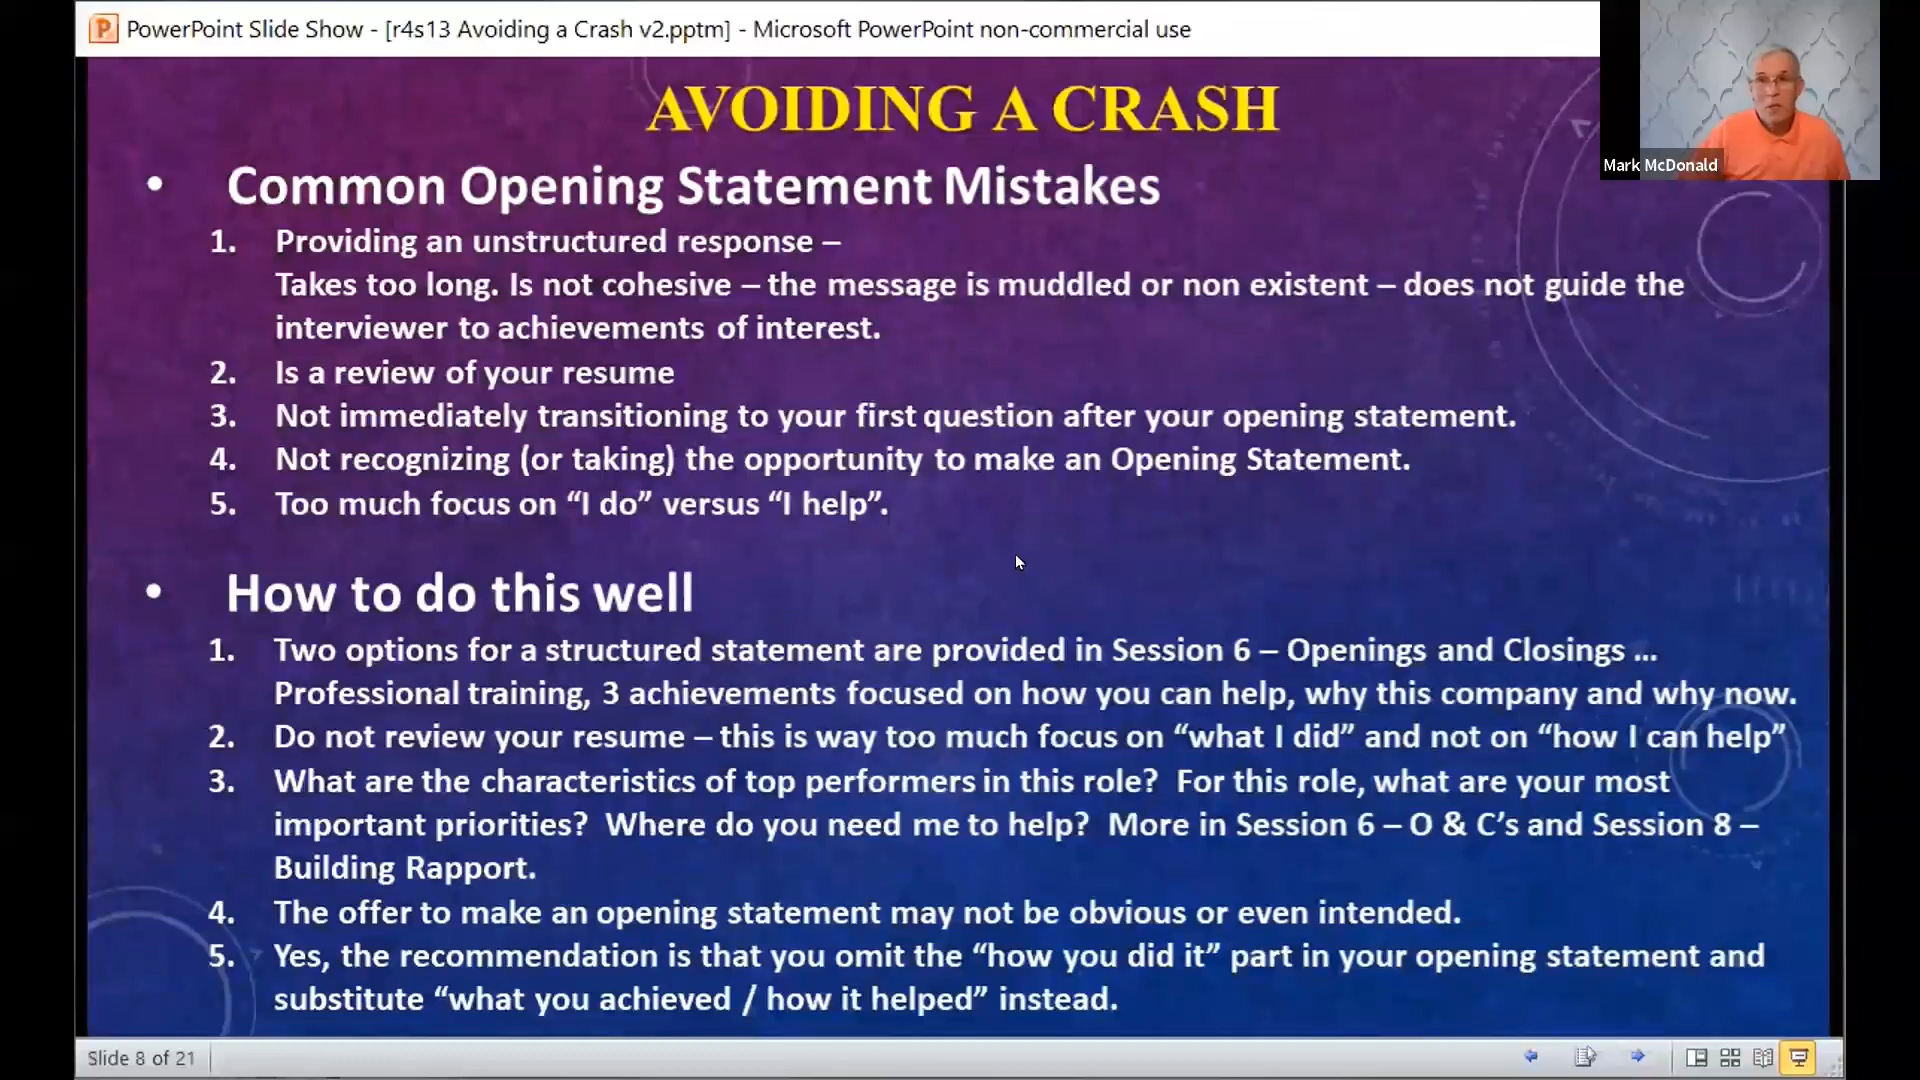 PowerPoint Slide Show - [r4s13 Avoiding a Crash v2.pptm] - Microsoft PowerPoint non-commercial use
Mark McDonald
AVOIDING A CRASH
• Common Opening Statement Mistakes
1. Providing an unstructured response –
Takes too long. Is not cohesive – the message is muddled or non existent – does not guide the
interviewer to achievements of interest.
2. Is a review of your resume
3. Not immediately transitioning to your first question after your opening statement.
4. Not recognizing (or taking) the opportunity to make an Opening Statement.
5. Too much focus on “I do” versus “I help”.
• How to do this well
1. Two options for a structured statement are provided in Session 6 – Openings and Closings …
Professional training, 3 achievements focused on how you can help, why this company and why now.
2. Do not review your resume – this is way too much focus on “what I did” and not on “how I can help”
3. What are the characteristics of top performers in this role? For this role, what are your most
important priorities? Where do you need me to help? More in Session 6 – O & C’s and Session 8 –
Building Rapport.
4. The offer to make an opening statement may not be obvious or even intended.
5. Yes, the recommendation is that you omit the “how you did it” part in your opening statement and
substitute “what you achieved / how it helped” instead.
Slide 8 of 21